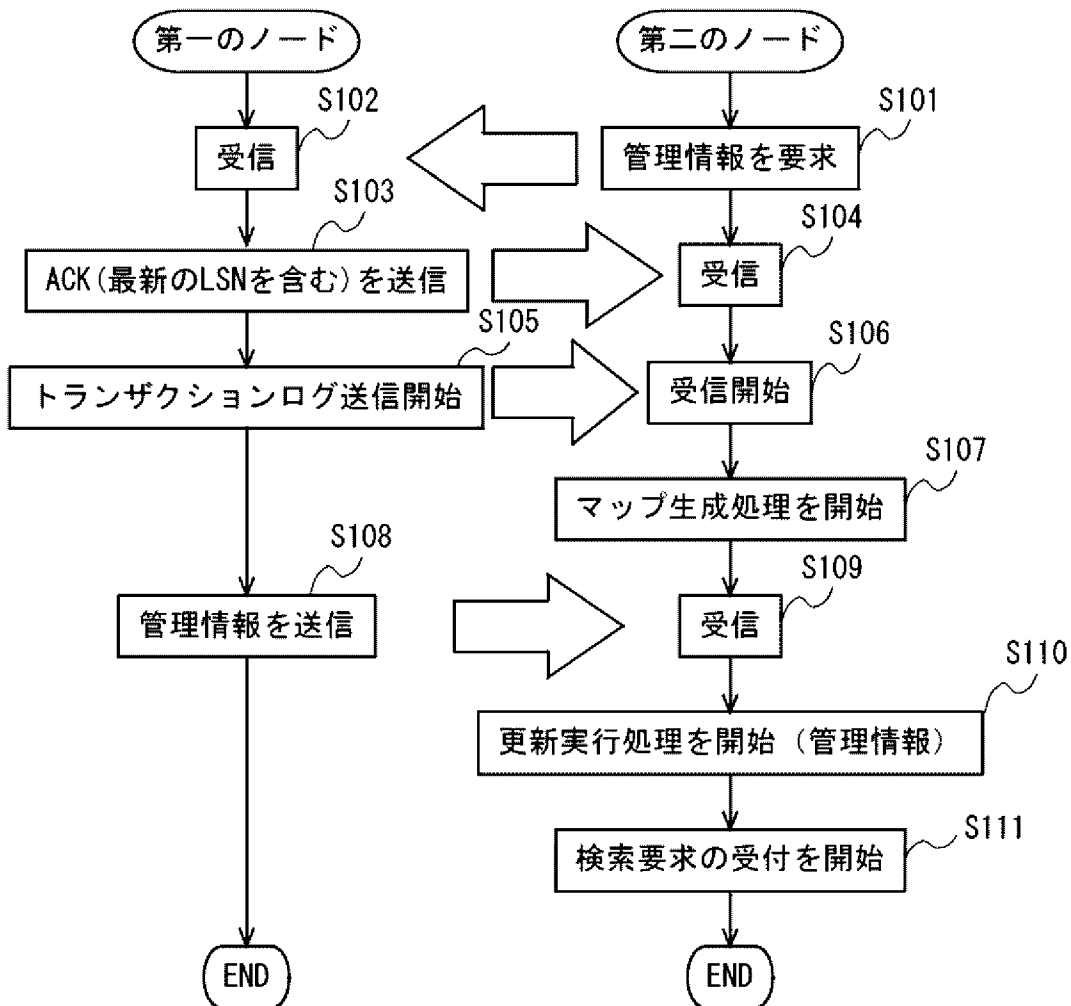 第一のノード
第二のノード
S102
S101
受信
管理情報を要求
S103
S104
ACK(最新のLSNを含む)を送信
受信
S105
S106
トランザクションログ送信開始
受信開始
S107
マップ生成処理を開始
S108
S109
管理情報を送信
受信
S110
更新実行処理を開始(管理情報)
S111
検索要求の受付を開始
END
END